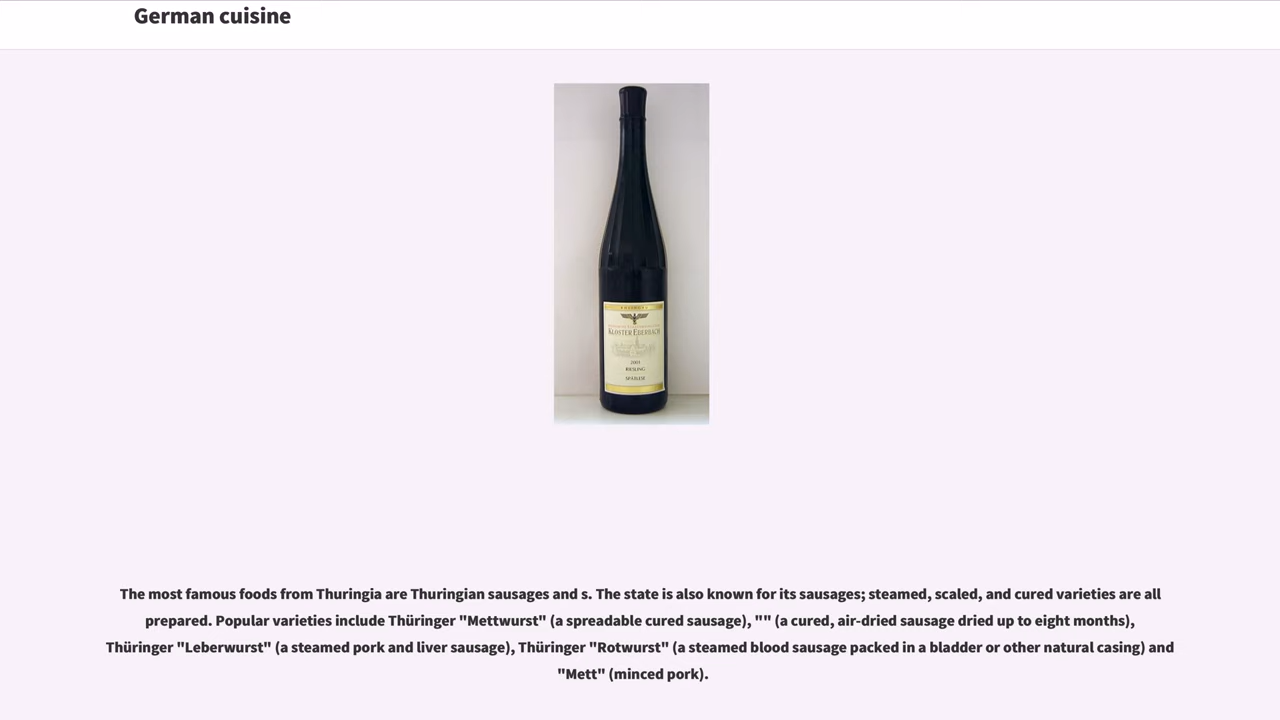 German cuisine
KLOSTER EBERBACH
2003
RIESLING
SPÄTLESE
The most famous foods from Thuringia are Thuringian sausages and s. The state is also known for its sausages; steamed, scaled, and cured varieties are all
prepared. Popular varieties include Thüringer "Mettwurst" (a spreadable cured sausage), "" (a cured, air-dried sausage dried up to eight months),
Thüringer "Leberwurst" (a steamed pork and liver sausage), Thüringer "Rotwurst" (a steamed blood sausage packed in a bladder or other natural casing) and
"Mett" (minced pork).